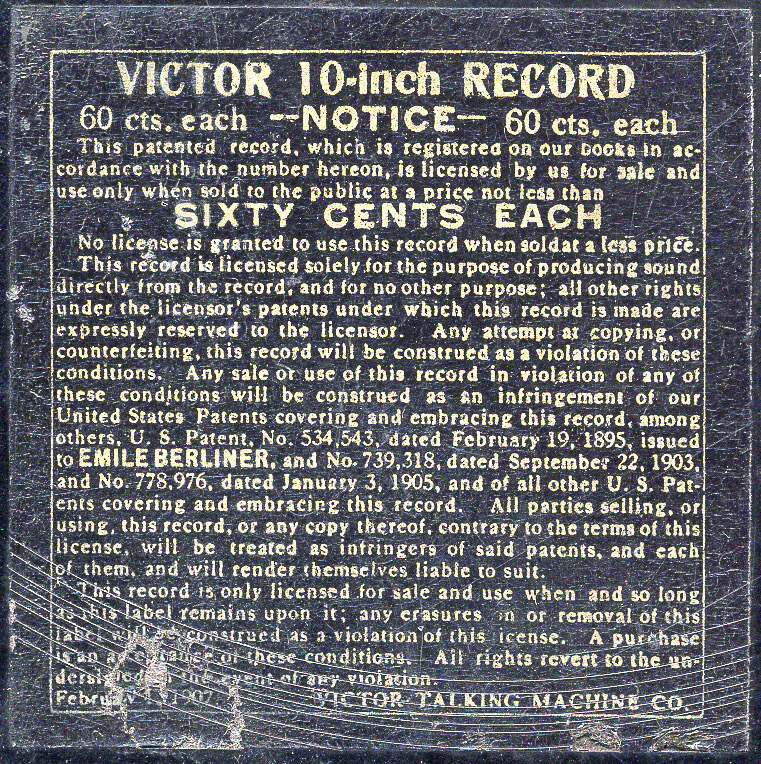 VICTOR 10-inch RECORD
60 cts. each --NOTICE-- 60 cts. each
This patented record, which is registered on our books in ac-
cordance with the number hereon, is licensed by us for sale and
use only when sold to the public at a price not less than
SIXTY CENTS EACH
No license is granted to use this record when sold at a less price.
This record is licensed solely for the purpose of producing sound
directly from the record, and for no other purpose; all other rights
under the licensor's patents under which this record is made are
expressly reserved to the licensor. Any attempt at copying, or
counterfeiting, this record will be construed as a violation of these
conditions. Any sale or use of this record in violation of any of
these conditions will be construed as an infringement of our
United States Patents covering and embracing this record, among
others, U. S. Patent, No. 534,543, dated February 19, 1895, issued
to EMILE BERLINER, and No. 739,318, dated September 22, 1903,
and No. 778,976, dated January 3, 1905, and of all other U. S. Pat-
ents covering and embracing this record. All parties selling, or
using, this record, or any copy thereof, contrary to the terms of this
license, will be treated as infringers of said patents, and each
of them, and will render themselves liable to suit.
This record is only licensed for sale and use when and so long
as this label remains upon it; any erasures on or removal of this
label will be construed as a violation of this license. A purchase
is an acceptance of these conditions. All rights revert to the un-
dersigned in the event of any violation.
February 1907 VICTOR TALKING MACHINE CO.